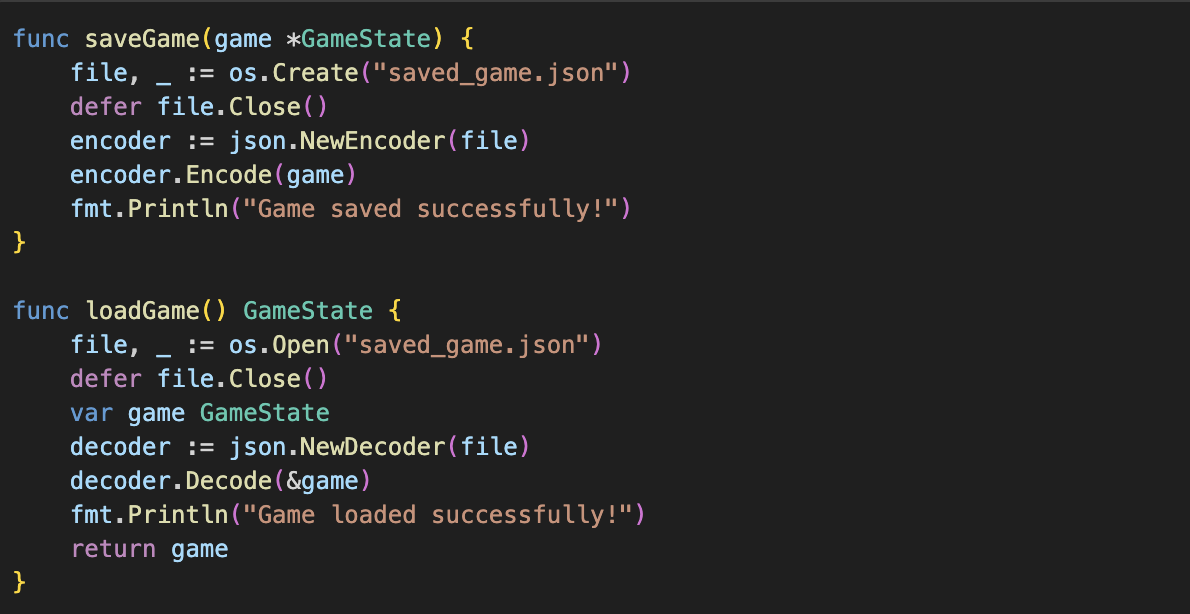 func saveGame(game *GameState) {
    file, _ := os.Create("saved_game.json")
    defer file.Close()
    encoder := json.NewEncoder(file)
    encoder.Encode(game)
    fmt.Println("Game saved successfully!")
}

func loadGame() GameState {
    file, _ := os.Open("saved_game.json")
    defer file.Close()
    var game GameState
    decoder := json.NewDecoder(file)
    decoder.Decode(&game)
    fmt.Println("Game loaded successfully!")
    return game
}